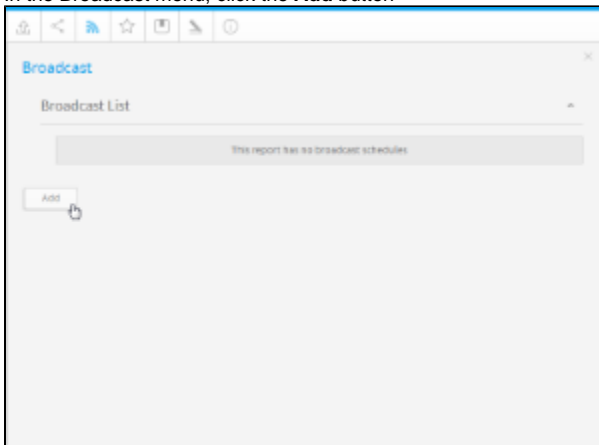 In the Broadcast menu, click the Add button
Broadcast
Broadcast List
This report has no broadcast schedules
Add